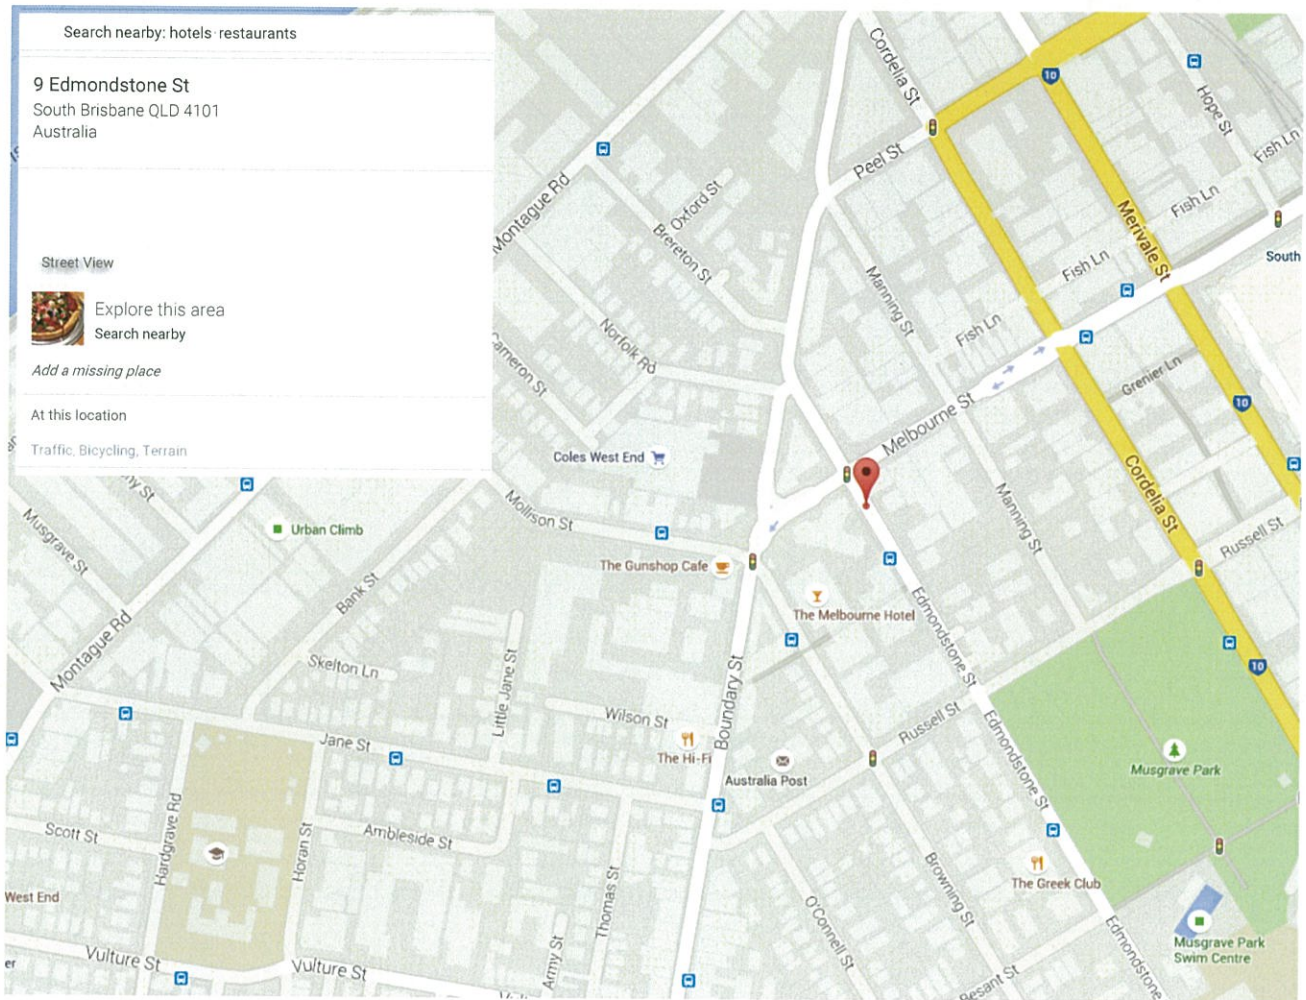 Search nearby: hotels · restaurants
9 Edmondstone St
South Brisbane QLD 4101
Australia
Street View
Explore this area
Search nearby
Add a missing place
At this location
Traffic, Bicycling, Terrain
Cordelia St
10
Hope St
Fish Ln
Peel St
Fish Ln
Montague Rd
Oxford St
Brereton St
Merivale St
Fish Ln
South
Manning St
Norfolk Rd
Fish Ln
Cameron St
Grenier Ln
10
Melbourne St
Coles West End
Cordelia St
Mollison St
Manning St
Russell St
Musgrave St
Urban Climb
The Gunshop Cafe
Bank St
The Melbourne Hotel
Edmondstone St
Montague Rd
Skelton Ln
Little Jane St
Boundary St
10
Wilson St
Russell St
Jane St
The Hi-Fi
Australia Post
Edmondstone St
Musgrave Park
Hardgrave Rd
Scott St
Horan St
Ambleside St
Thomas St
Browning St
The Greek Club
West End
O'Connell St
Edmondstone
Musgrave Park
Swim Centre
er
Vulture St
Vulture St
Army St
Besant St